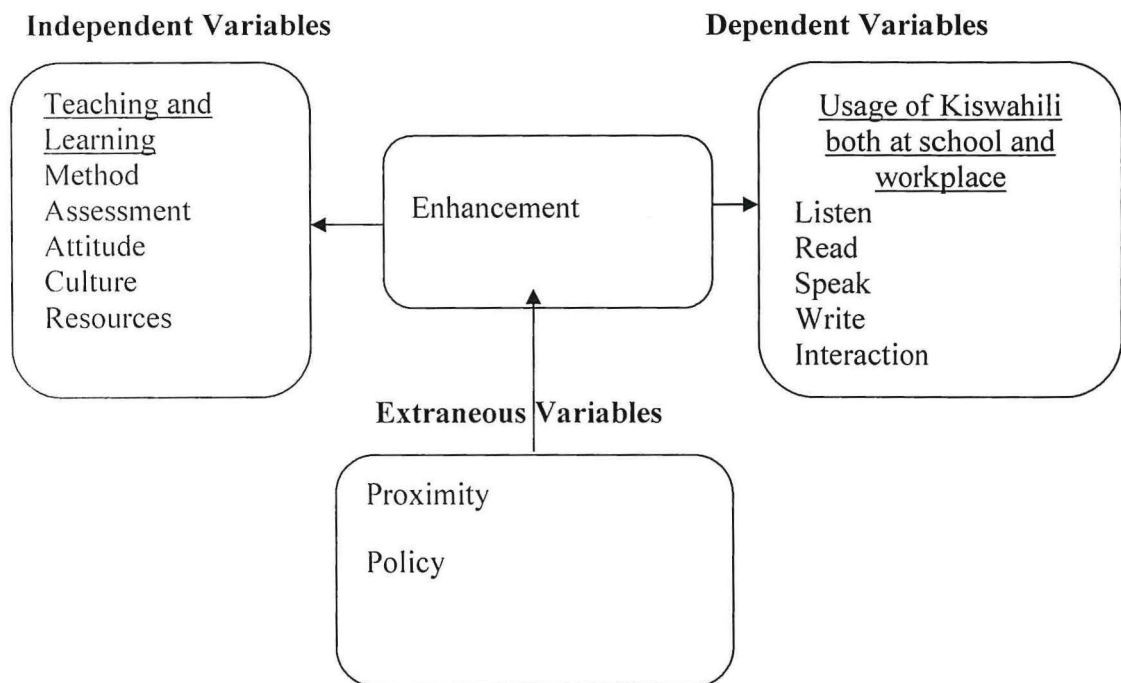 Independent Variables
Teaching and
Learning
Method
Assessment
Attitude
Culture
Resources
Enhancement
Dependent Variables
Usage of Kiswahili
both at school and
workplace
Listen
Read
Speak
Write
Interaction
Extraneous Variables
Proximity
Policy